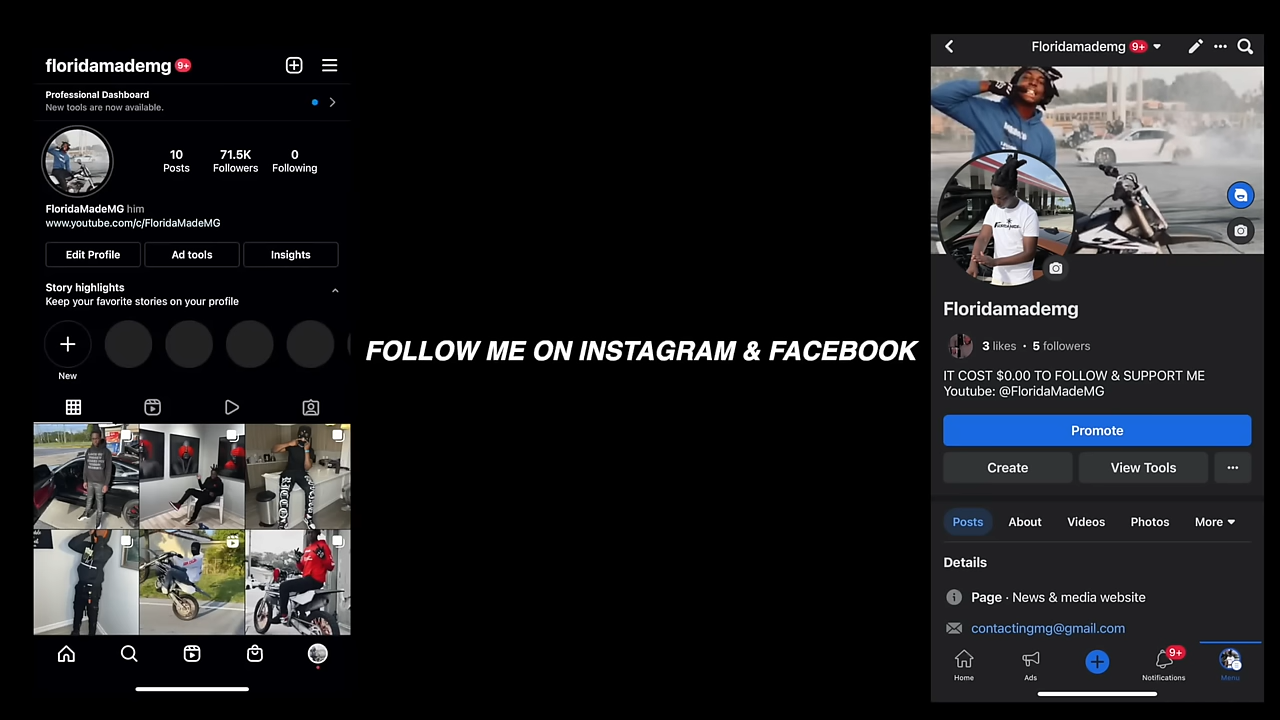 floridamademg 9+
Professional Dashboard
New tools are now available.
10 71.5K 0
Posts Followers Following
FloridaMadeMG him
www.youtube.com/c/FloridaMadeMG
Edit Profile Ad tools Insights
Story highlights
Keep your favorite stories on your profile
New
FOLLOW ME ON INSTAGRAM & FACEBOOK
Floridamademg 9+
Floridamademg
3 likes • 5 followers
IT COST $0.00 TO FOLLOW & SUPPORT ME
Youtube: @FloridaMadeMG
Promote
Create View Tools
Posts About Videos Photos More
Details
Page · News & media website
contactingmg@gmail.com
9+
Home Ads Notifications Menu